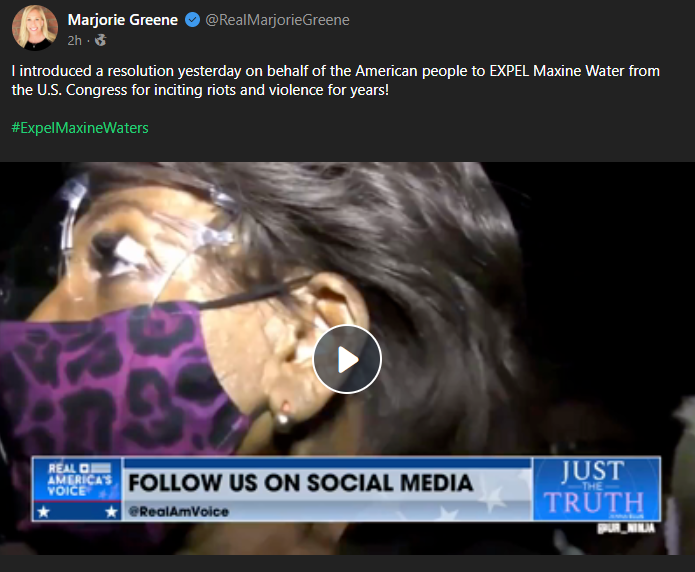 Marjorie Greene @RealMarjorieGreene
2h ·
I introduced a resolution yesterday on behalf of the American people to EXPEL Maxine Water from
the U.S. Congress for inciting riots and violence for years!
#ExpelMaxineWaters
REAL
AMERICA'S
VOICE
FOLLOW US ON SOCIAL MEDIA
@RealAmVoice
JUST
THE
TRUTH